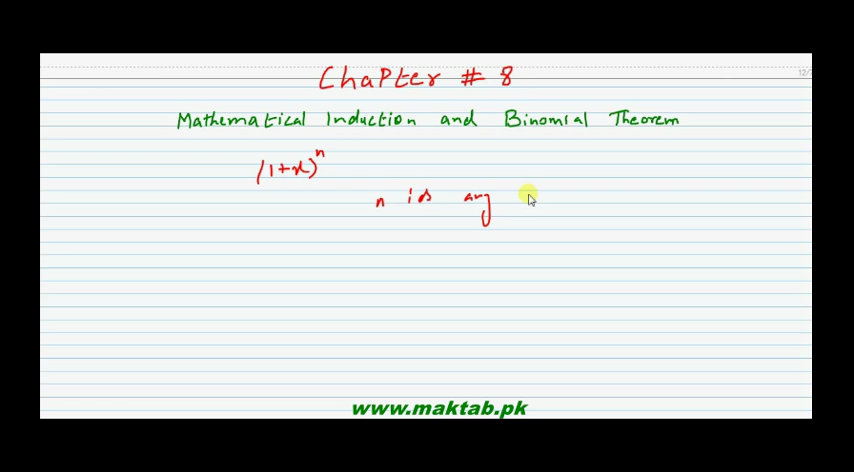 Chapter # 8
Mathematical Induction and Binomial Theorem
(1+x)^n
n is any
www.maktab.pk